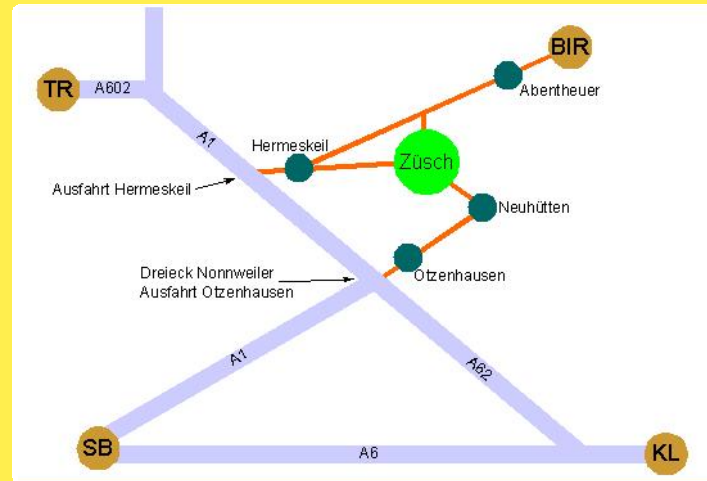 BIR
TR
A602
Abentheuer
A1
Hermeskeil
Züsch
Ausfahrt Hermeskeil
Neuhütten
Dreieck Nonnweiler
Ausfahrt Otzenhausen
Otzenhausen
A1
A62
SB
A6
KL